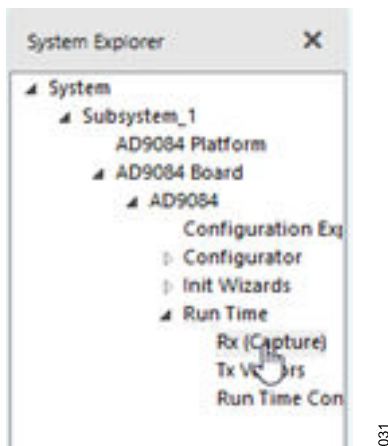 System Explorer
System
Subsystem_1
AD9084 Platform
AD9084 Board
AD9084
Configuration Exp
Configurator
Init Wizards
Run Time
Rx (Capture)
Tx
Run Time Con
031